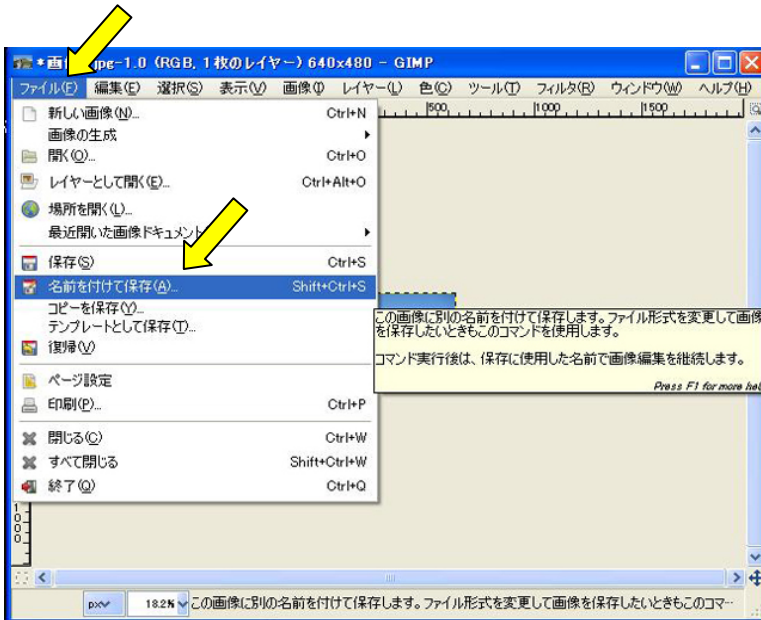 *画 jpg-1.0 (RGB, 1枚のレイヤー) 640x480 – GIMP
ファイル(F) 編集(E) 選択(S) 表示(V) 画像(I) レイヤー(L) 色(C) ツール(T) フィルタ(R) ウィンドウ(W) ヘルプ(H)
500 1000 1500
新しい画像(N)... Ctrl+N
画像の生成
開く(O)... Ctrl+O
レイヤーとして開く(E)... Ctrl+Alt+O
場所を開く(L)...
最近開いた画像ドキュメント
保存(S) Ctrl+S
名前を付けて保存(A)... Shift+Ctrl+S
コピーを保存(Y)...
テンプレートとして保存(T)...
復帰(V)
ページ設定
印刷(P)... Ctrl+P
閉じる(C) Ctrl+W
すべて閉じる Shift+Ctrl+W
終了(Q) Ctrl+Q
この画像に別の名前を付けて保存します。ファイル形式を変更して画像
を保存したいときもこのコマンドを使用します。
コマンド実行後は、保存に使用した名前で画像編集を継続します。
Press F1 for more hel
1000
px 18.2% この画像に別の名前を付けて保存します。ファイル形式を変更して画像を保存したいときもこのコマ…